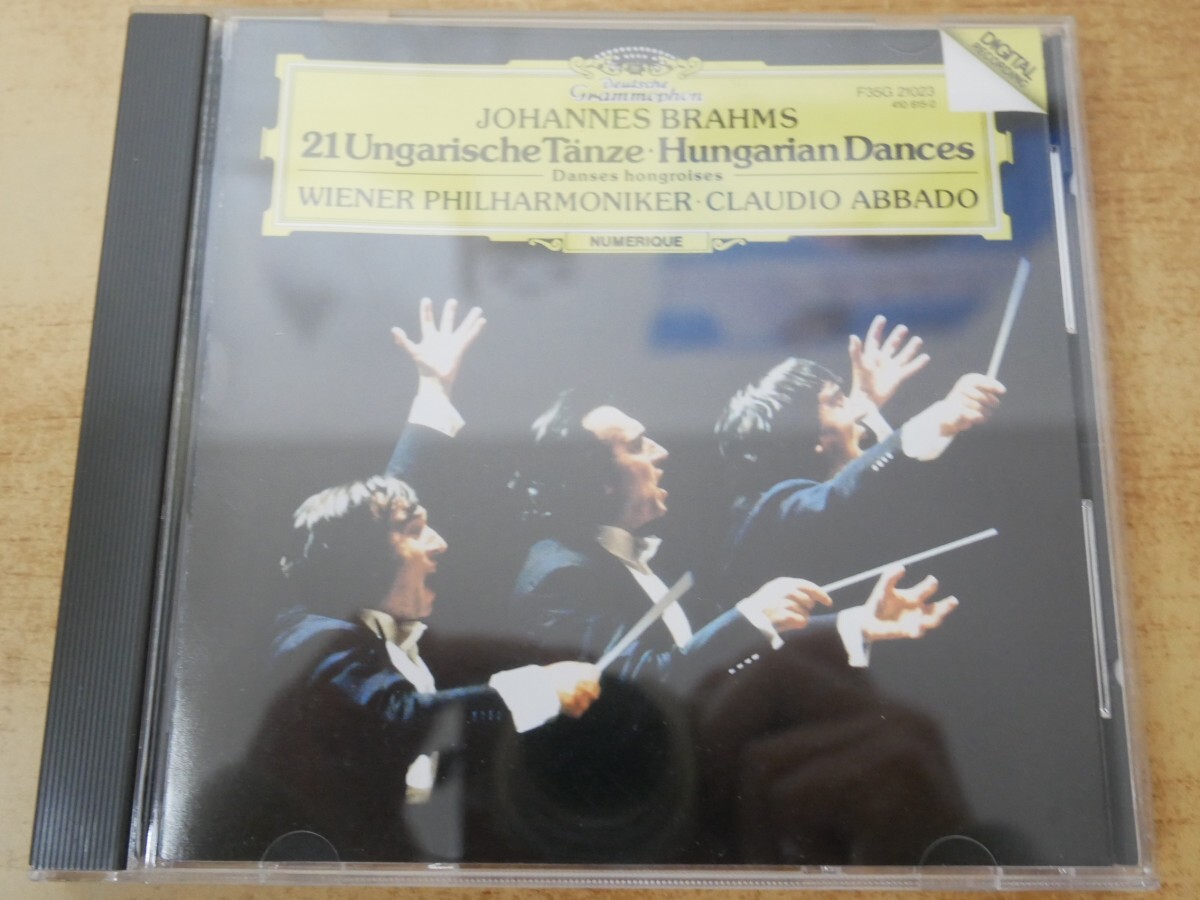 DIGITAL
RECORDING
Deutsche
Grammophon
F35G 21023
410 615-2
JOHANNES BRAHMS
21 Ungarische Tänze · Hungarian Dances
Danses hongroises
WIENER PHILHARMONIKER · CLAUDIO ABBADO
NUMERIQUE